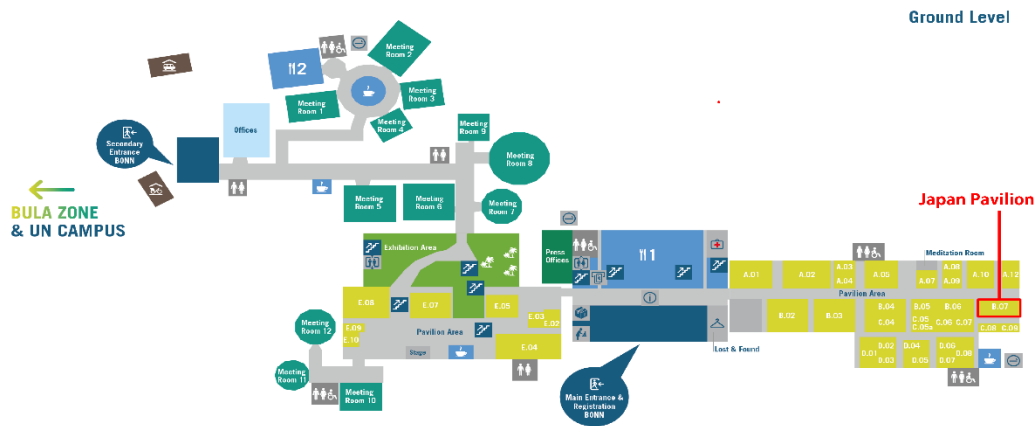 Ground Level
Meeting
Room 2
2
Meeting
Room 1
Meeting
Room 3
Meeting
Room 4
Offices
Secondary
Entrance
BONN
Meeting
Room 9
Meeting
Room 8
Meeting
Room 5
Meeting
Room 6
Meeting
Room 7
BULA ZONE
& UN CAMPUS
Japan Pavilion
Exhibition Area
Press
Offices
1
Meditation Room
A.01
A.02
A.03
A.04
A.05
A.07
A.08
A.09
A.10
A.12
Pavilion Area
E.08
E.07
E.05
E.03
E.02
E.09
E.10
Pavilion Area
Stage
E.04
B.02
B.03
B.04
C.04
B.05
C.05
C.05a
B.06
C.06 C.07
B.07
C.08 C.09
Lost & Found
D.01
D.02
B.03
D.04
D.05
D.06
D.07
D.08
Meeting
Room 12
Meeting
Room 11
Meeting
Room 10
Main Entrance &
Registration
BONN